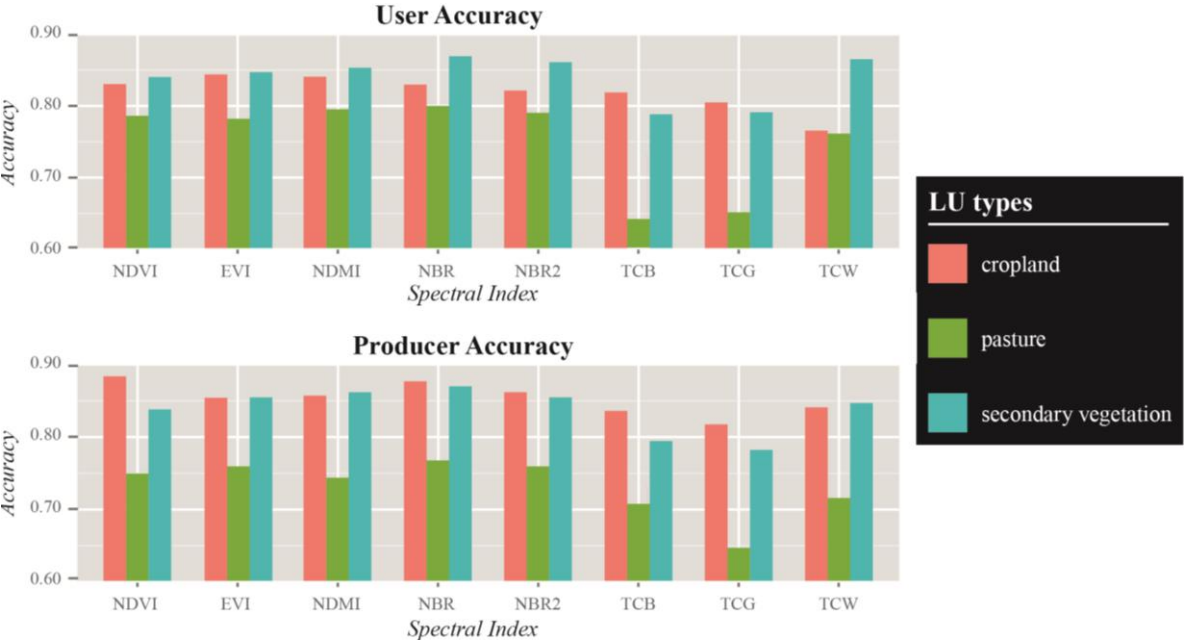 User Accuracy
0.90
0.80
0.70
0.60
Accuracy
NDVI EVI NDMI NBR NBR2 TCB TCG TCW
Spectral Index
Producer Accuracy
0.90
0.80
0.70
0.60
Accuracy
NDVI EVI NDMI NBR NBR2 TCB TCG TCW
Spectral Index
LU types
cropland
pasture
secondary vegetation